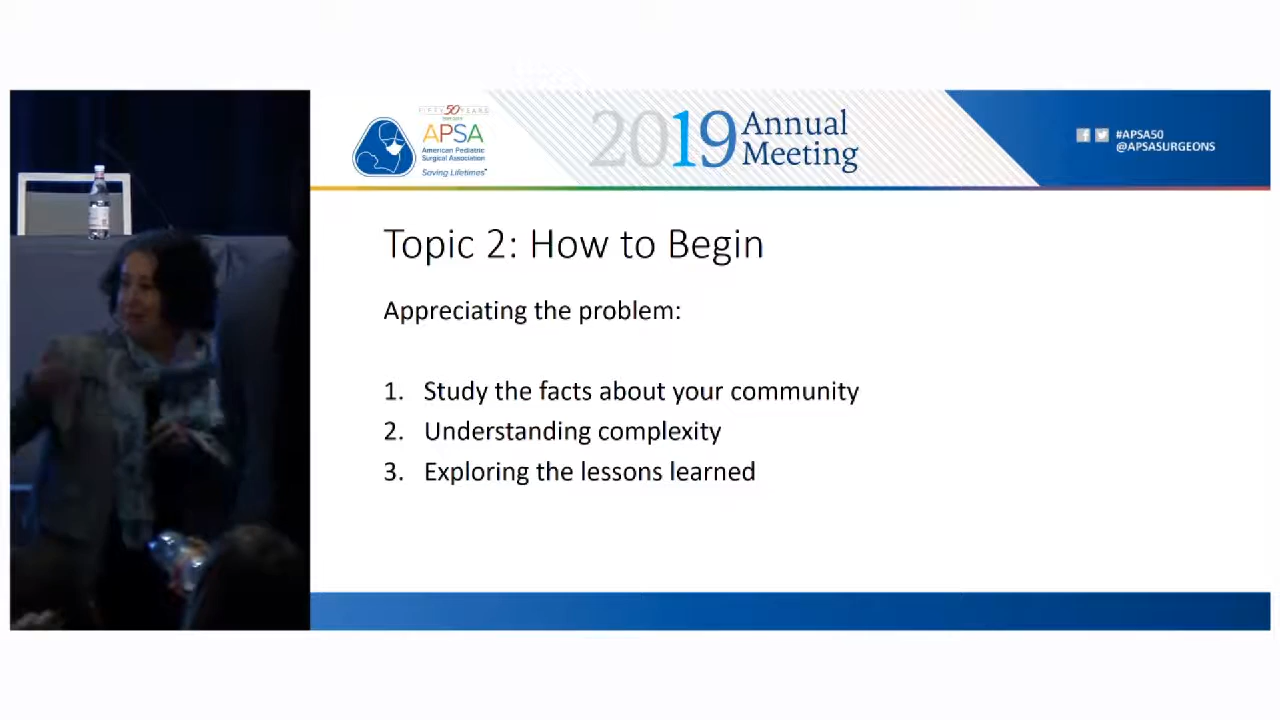 FIFTY 50 YEARS
APSA
American Pediatric
Surgical Association
Saving Lifetimes
2019 Annual
Meeting
#APSA50
@APSASURGEONS
Topic 2: How to Begin
Appreciating the problem:
1. Study the facts about your community
2. Understanding complexity
3. Exploring the lessons learned